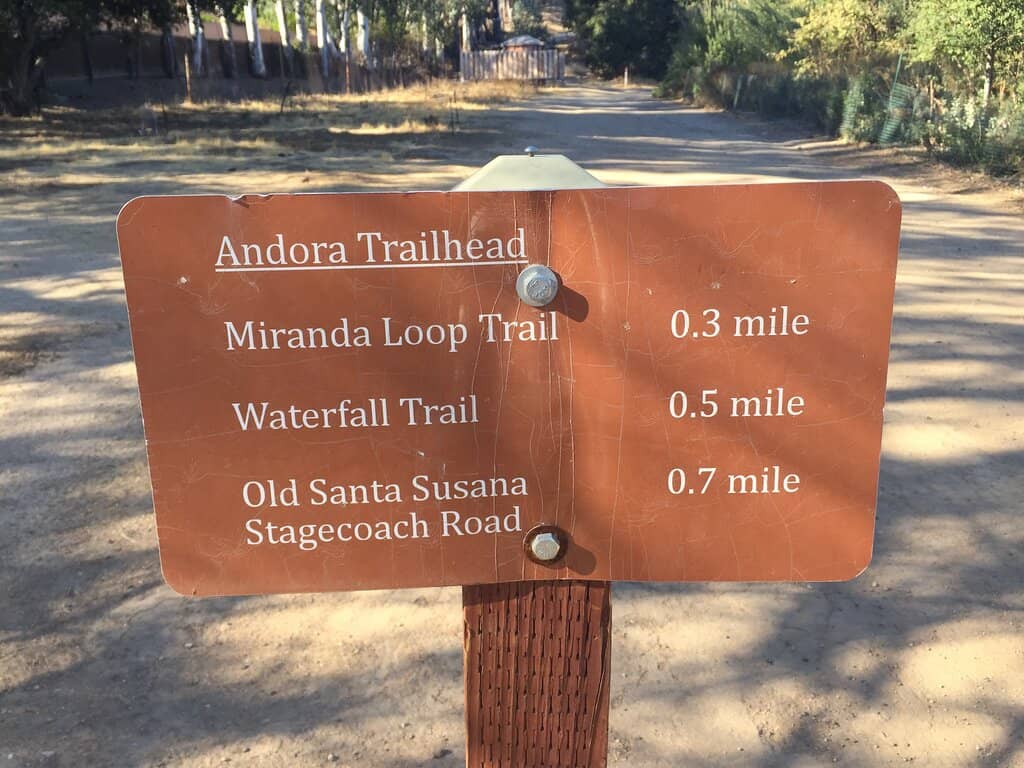 Andora Trailhead
Miranda Loop Trail 0.3 mile
Waterfall Trail 0.5 mile
Old Santa Susana 0.7 mile
Stagecoach Road